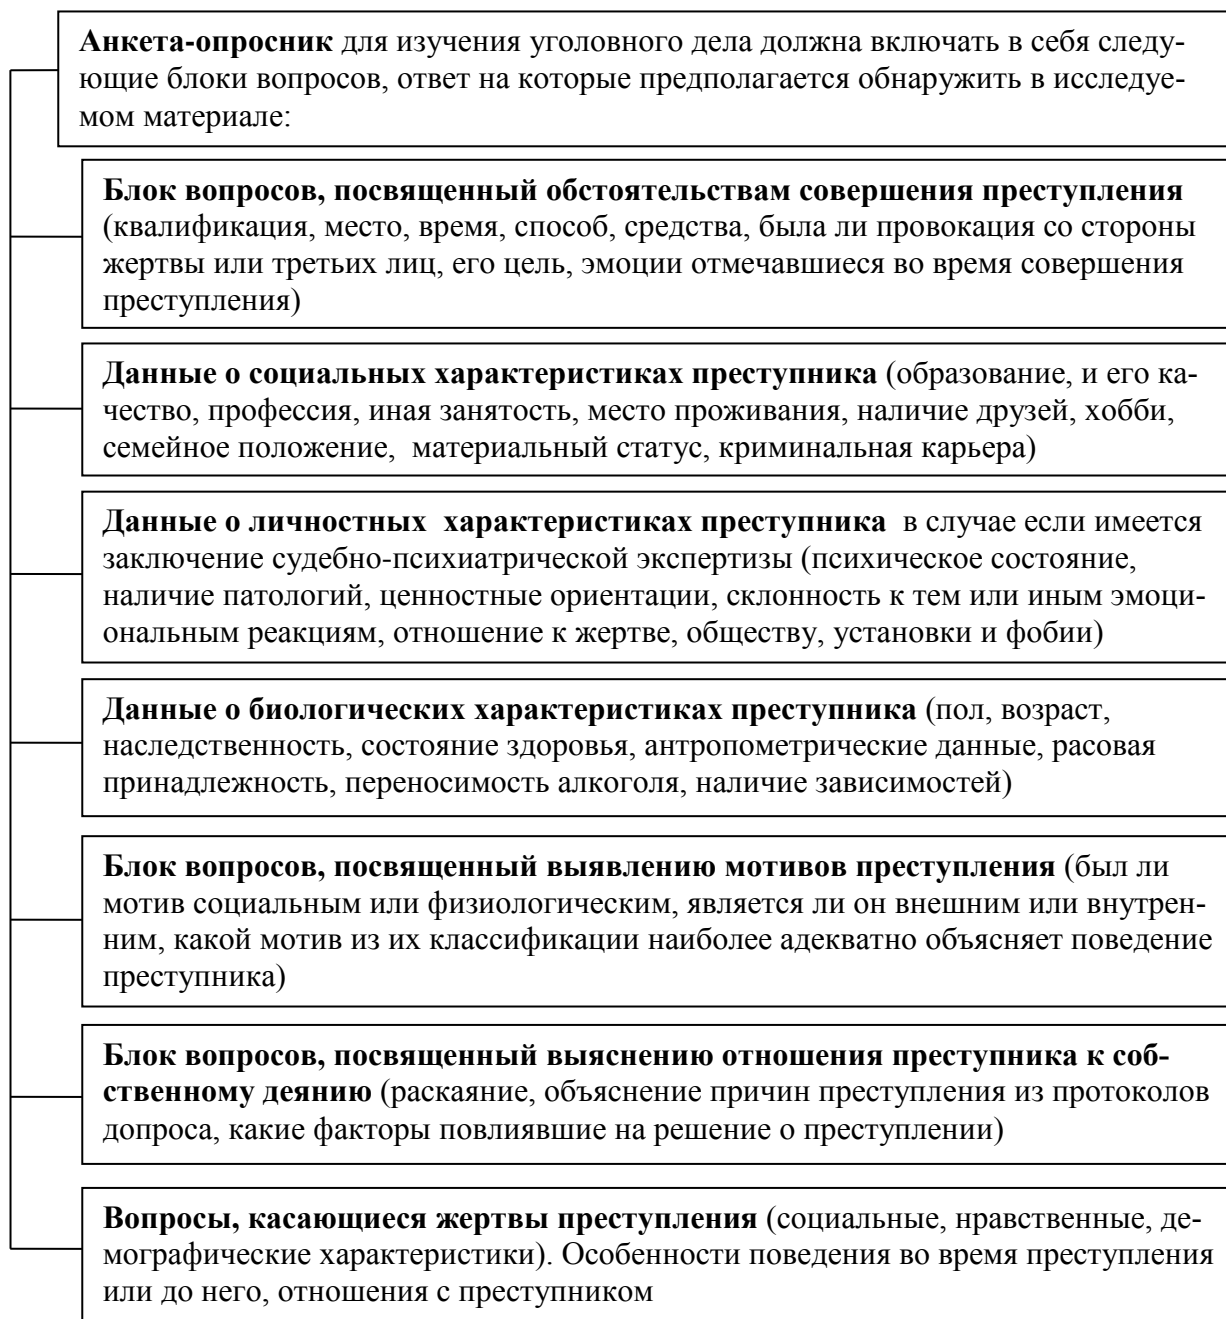 Анкета-опросник для изучения уголовного дела должна включать в себя следу-
ющие блоки вопросов, ответ на которые предполагается обнаружить в исследуе-
мом материале:
Блок вопросов, посвященный обстоятельствам совершения преступления
(квалификация, место, время, способ, средства, была ли провокация со стороны
жертвы или третьих лиц, его цель, эмоции отмечавшиеся во время совершения
преступления)
Данные о социальных характеристиках преступника (образование, и его ка-
чество, профессия, иная занятость, место проживания, наличие друзей, хобби,
семейное положение, материальный статус, криминальная карьера)
Данные о личностных характеристиках преступника в случае если имеется
заключение судебно-психиатрической экспертизы (психическое состояние,
наличие патологий, ценностные ориентации, склонность к тем или иным эмоци-
ональным реакциям, отношение к жертве, обществу, установки и фобии)
Данные о биологических характеристиках преступника (пол, возраст,
наследственность, состояние здоровья, антропометрические данные, расовая
принадлежность, переносимость алкоголя, наличие зависимостей)
Блок вопросов, посвященный выявлению мотивов преступления (был ли
мотив социальным или физиологическим, является ли он внешним или внутрен-
ним, какой мотив из их классификации наиболее адекватно объясняет поведение
преступника)
Блок вопросов, посвященный выяснению отношения преступника к соб-
ственному деянию (раскаяние, объяснение причин преступления из протоколов
допроса, какие факторы повлиявшие на решение о преступлении)
Вопросы, касающиеся жертвы преступления (социальные, нравственные, де-
мографические характеристики). Особенности поведения во время преступления
или до него, отношения с преступником